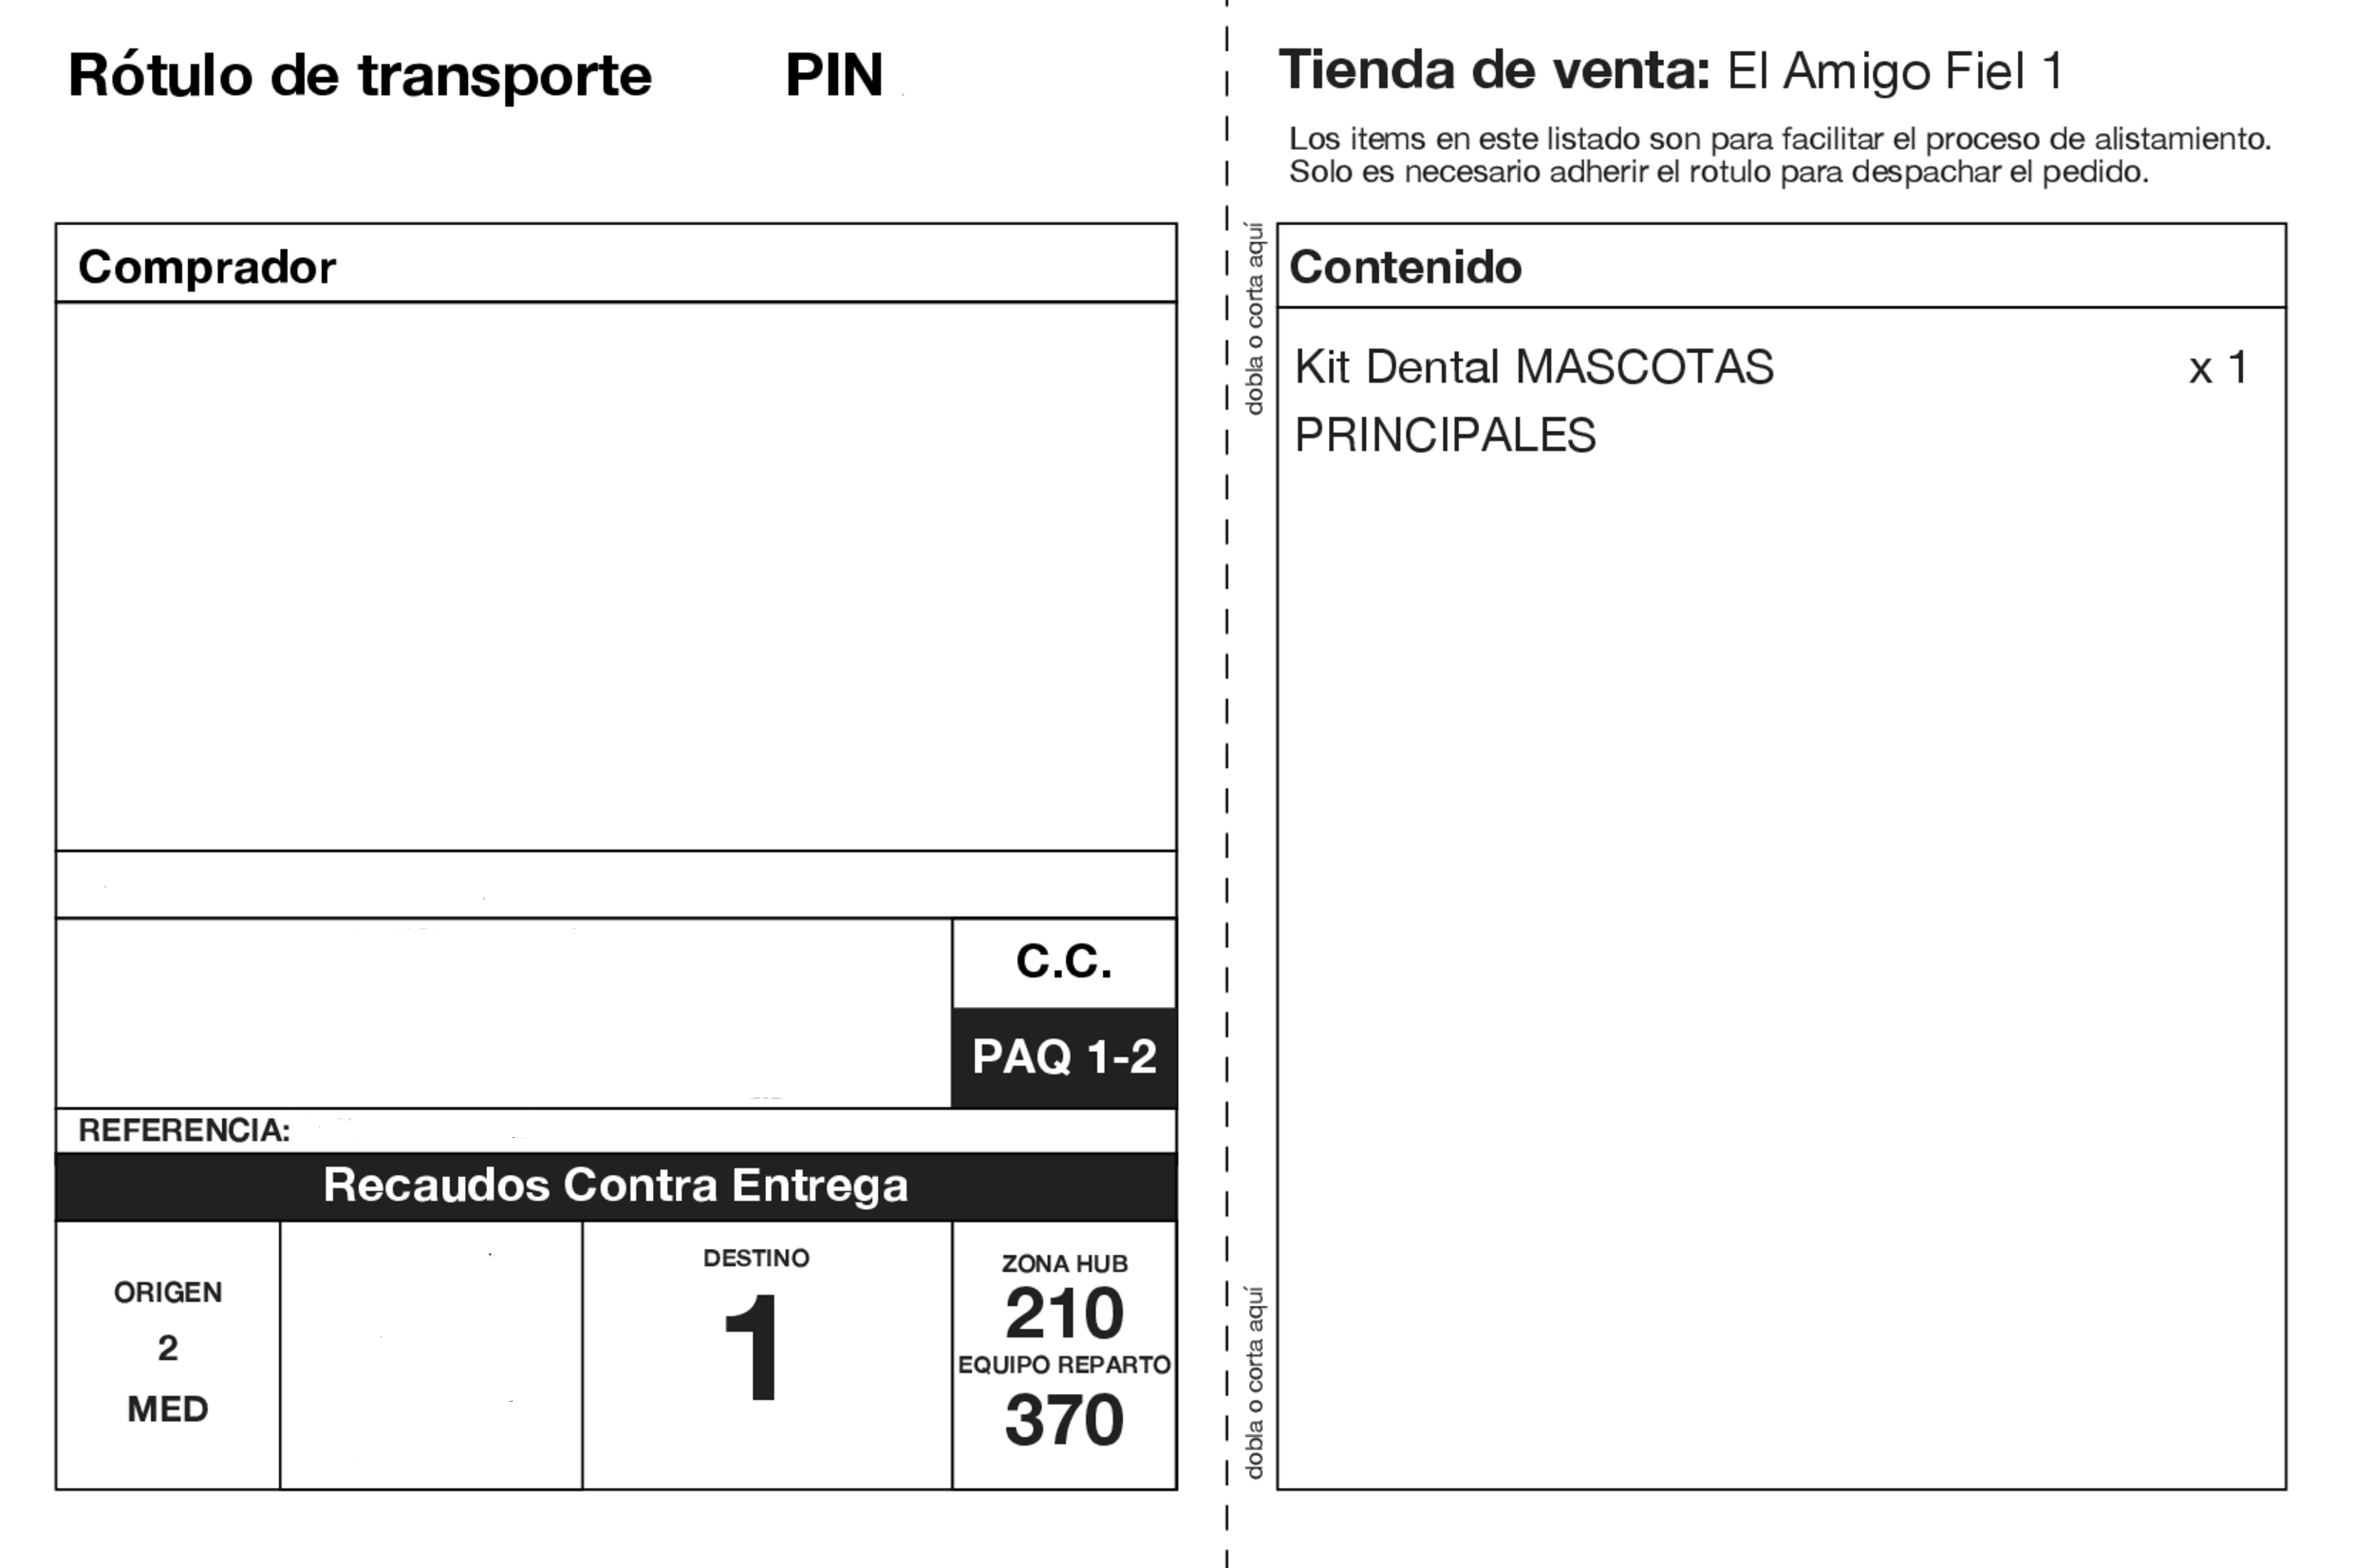 Rótulo de transporte PIN
Comprador
C.C.
PAQ 1-2
REFERENCIA:
Recaudos Contra Entrega
ORIGEN
2
MED
DESTINO
1
ZONA HUB
210
EQUIPO REPARTO
370
dobla o corta aquí
dobla o corta aquí
Tienda de venta: El Amigo Fiel 1
Los items en este listado son para facilitar el proceso de alistamiento.
Solo es necesario adherir el rotulo para despachar el pedido.
Contenido
Kit Dental MASCOTAS x 1
PRINCIPALES